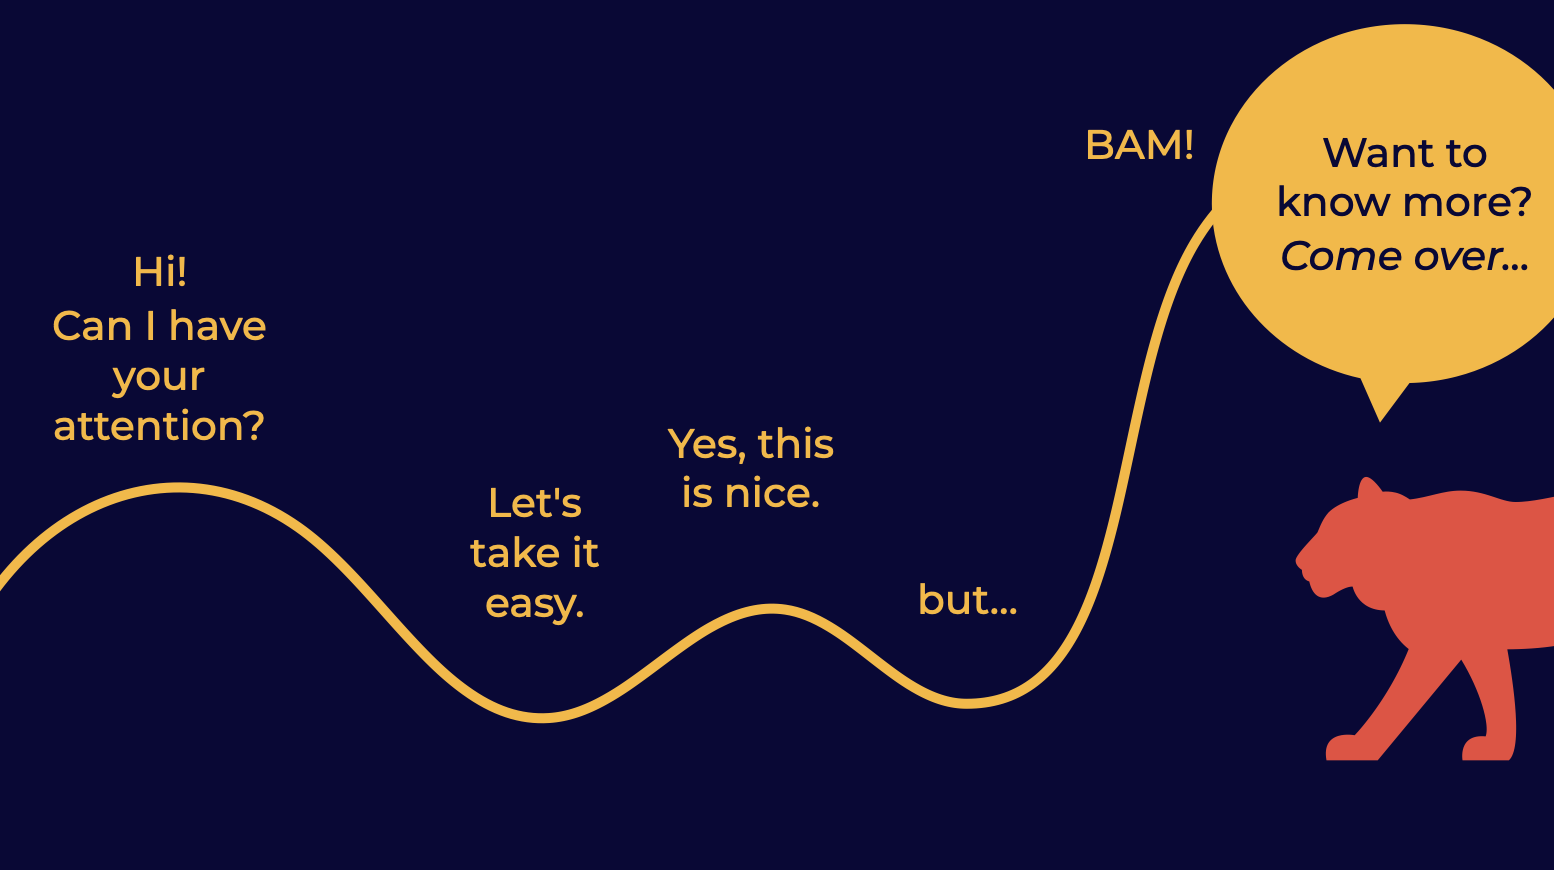 Hi!
Can I have
your
attention?
Let's
take it
easy.
Yes, this
is nice.
but...
BAM!
Want to
know more?
Come over...